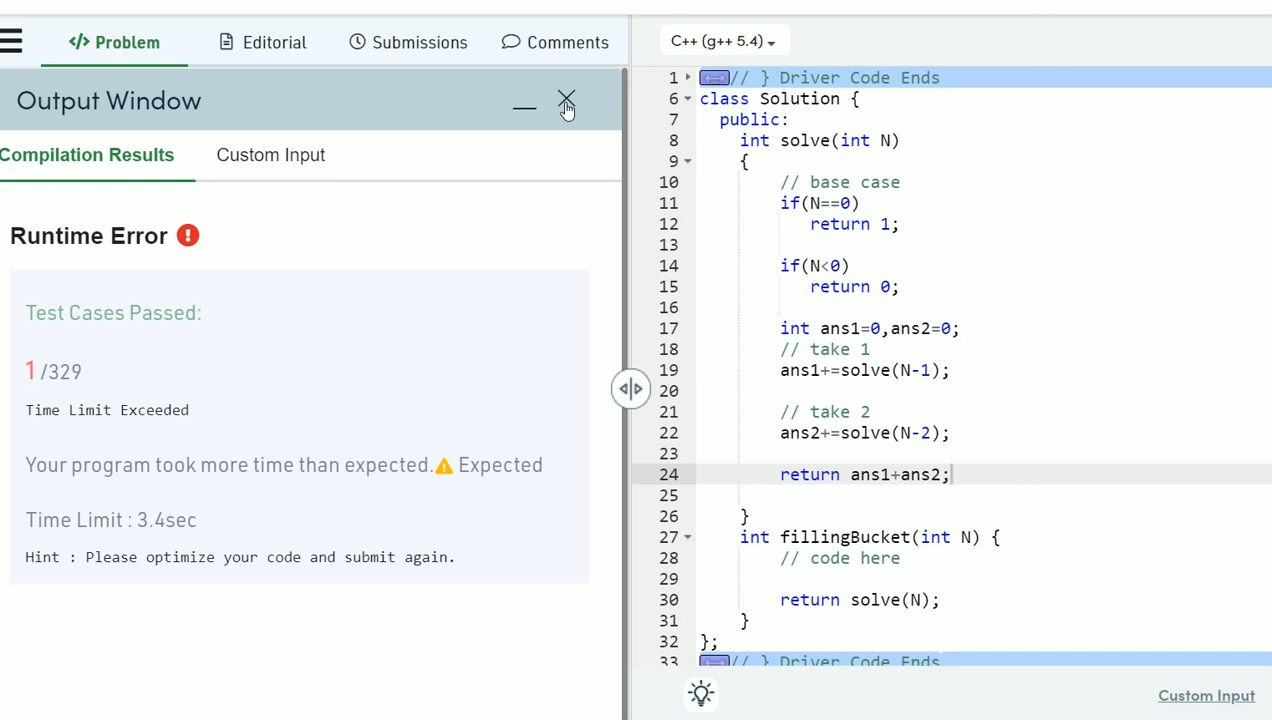 Problem
Editorial
Submissions
Comments
Output Window
Compilation Results
Custom Input
Runtime Error
Test Cases Passed:
1 /329
Time Limit Exceeded
Your program took more time than expected. Expected
Time Limit : 3.4sec
Hint : Please optimize your code and submit again.
C++ (g++ 5.4)
1 // } Driver Code Ends
6 class Solution {
7 public:
8 int solve(int N)
9 {
10 // base case
11 if(N==0)
12 return 1;
13
14 if(N<0)
15 return 0;
16
17 int ans1=0,ans2=0;
18 // take 1
19 ans1+=solve(N-1);
20
21 // take 2
22 ans2+=solve(N-2);
23
24 return ans1+ans2;
25
26 }
27 int fillingBucket(int N) {
28 // code here
29
30 return solve(N);
31 }
32 };
33 // } Driver Code Ends
Custom Input